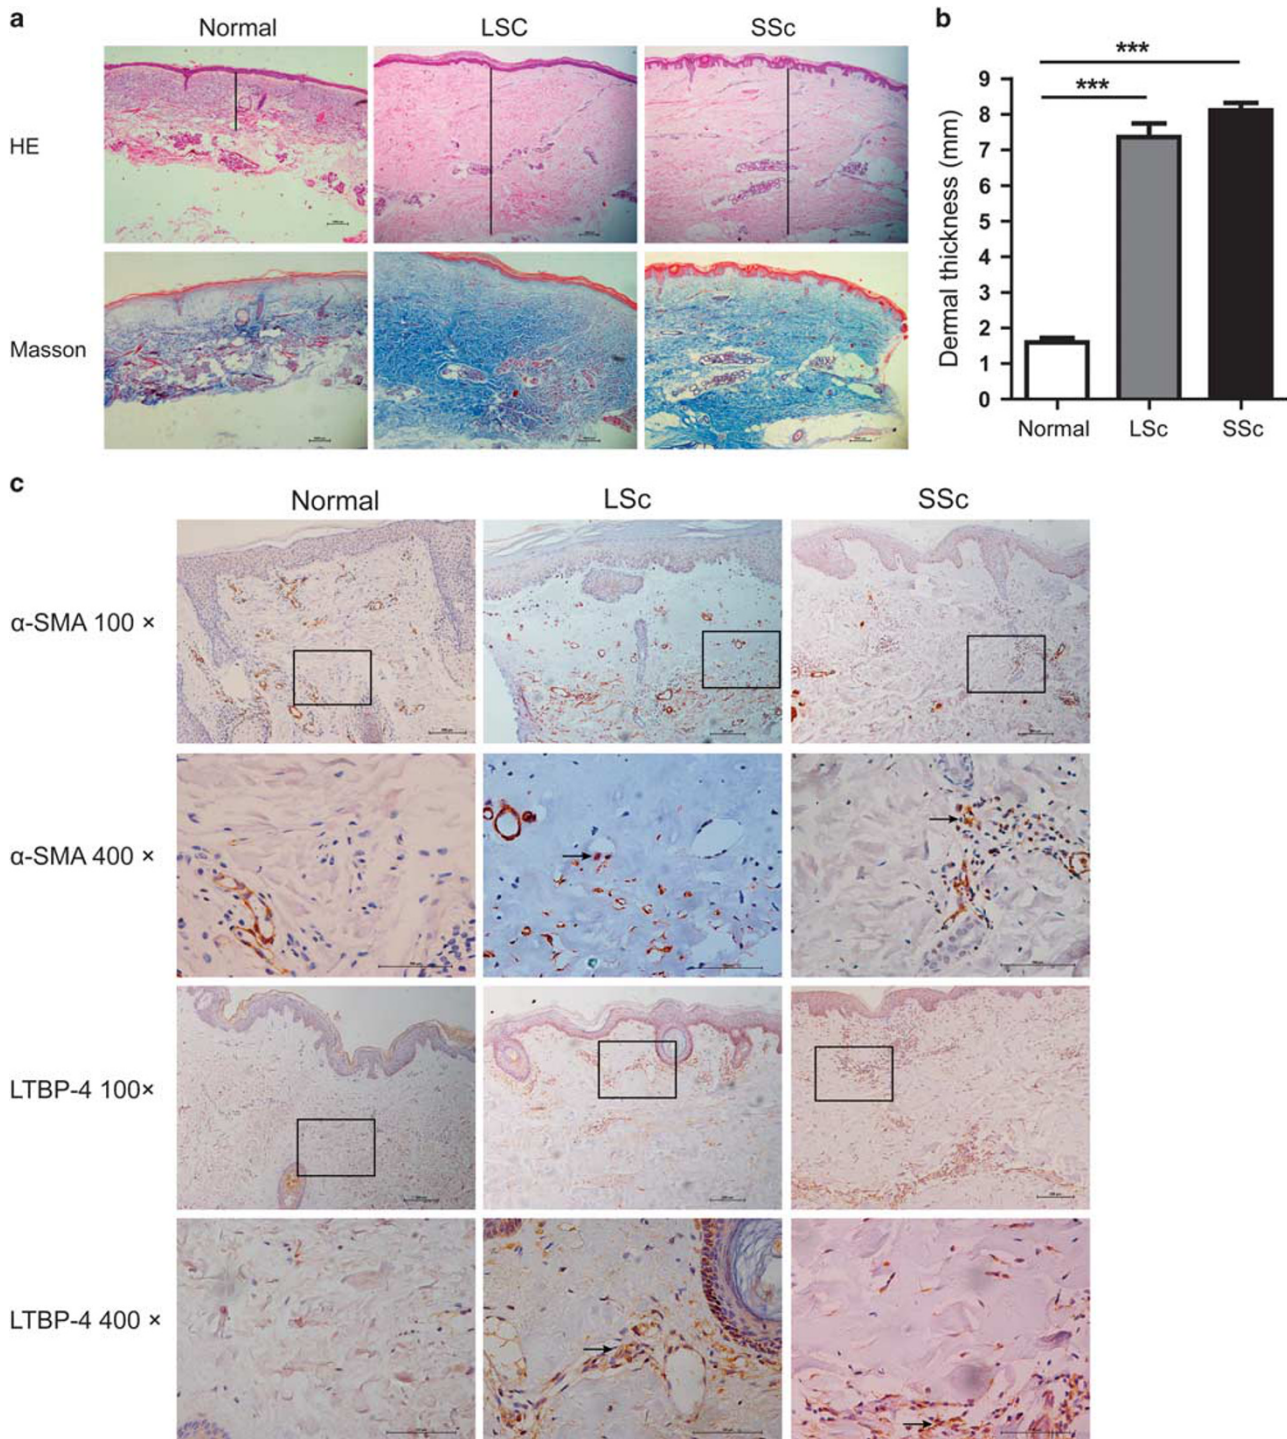 a
Normal LSC SSc
HE
Masson
b
***
***
Dermal thickness (mm)
9
8
7
6
5
4
3
2
1
0
Normal LSc SSc
c
Normal LSc SSc
α-SMA 100 ×
α-SMA 400 ×
LTBP-4 100×
LTBP-4 400 ×